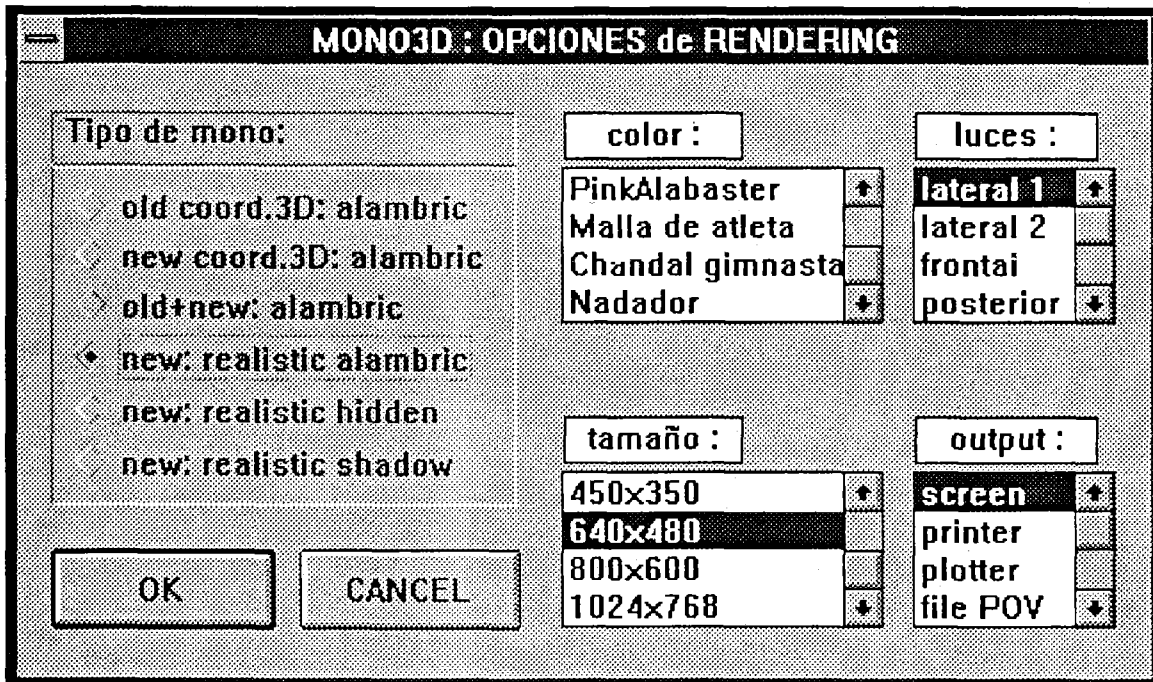 MONO3D : OPCIONES de RENDERING
Tipo de mono:
old coord.3D: alambric
new coord.3D: alambric
old+new: alambric
new: realistic alambric
new: realistic hidden
new: realistic shadow
OK
CANCEL
color :
PinkAlabaster
Malla de atleta
Chandal gimnasta
Nadador
luces :
lateral 1
lateral 2
frontai
posterior
tamaño :
450x350
640x480
800x600
1024x768
output :
screen
printer
plotter
file POV